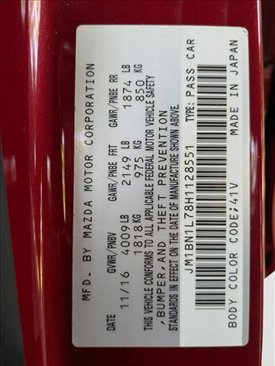 MFD. BY MAZDA MOTOR CORPORATION
DATE GVWR/PNBV GAWR/PNBE FRT GAWR/PNBE RR
11/16 4009 LB 2149 LB 1874 LB
1818 KG 975 KG 850 KG
THIS VEHICLE CONFORMS TO ALL APPLICABLE FEDERAL MOTOR VEHICLE SAFETY
,BUMPER,AND THEFT PREVENTION
STANDARDS IN EFFECT ON THE DATE OF MANUFACTURE SHOWN ABOVE.
JM1BN1L78H1128551 TYPE: PASS CAR
BODY COLOR CODE:41V MADE IN JAPAN